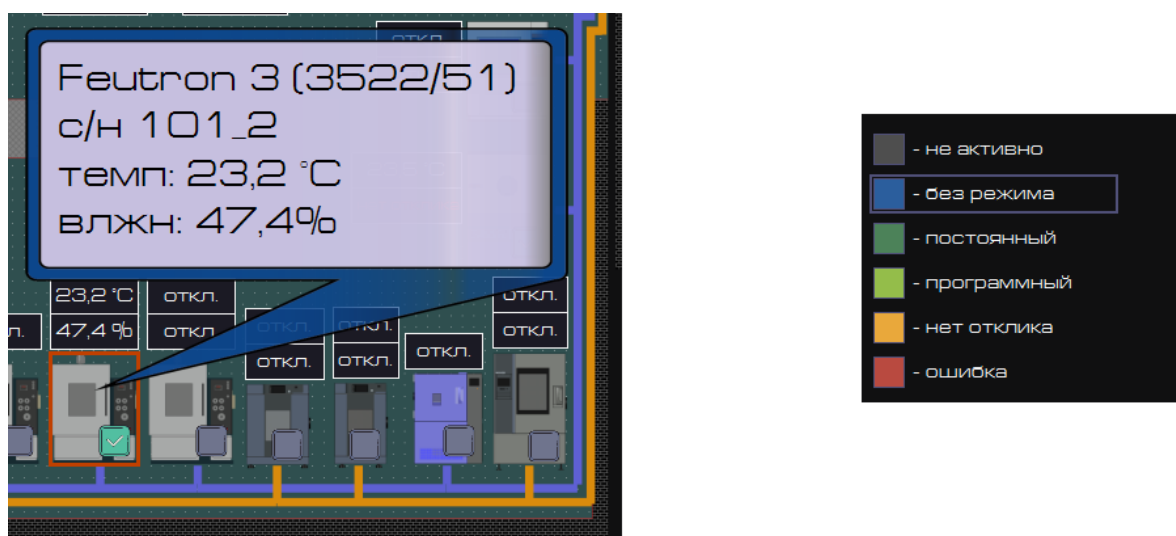 откл.
Feutron 3 (3522/51)
с/н 101_2
темп: 23,2 °C
влжн: 47,4%
23,2 °C
откл.
откл.
47,4 %
откл.
откл.
откл.
откл.
откл.
откл.
откл.
- не активно
- без режима
- постоянный
- программный
- нет отклика
- ошибка